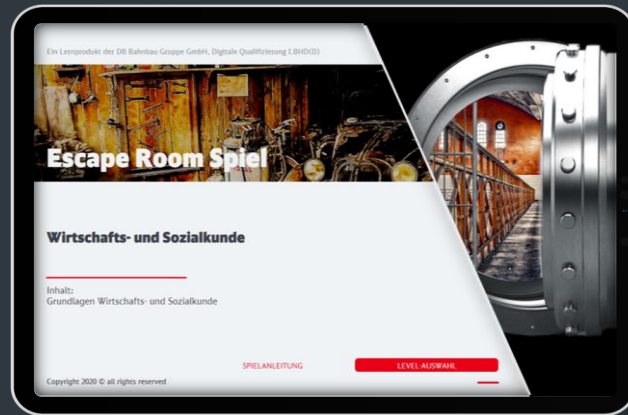 Ein Lernprodukt der DB Bahnbau Gruppe GmbH, Digitale Qualifizierung I.BHD(D)
Escape Room Spiel
Wirtschafts- und Sozialkunde
Inhalt:
Grundlagen Wirtschafts- und Sozialkunde
SPIELANLEITUNG
LEVEL-AUSWAHL
Copyright 2020 © all rights reserved